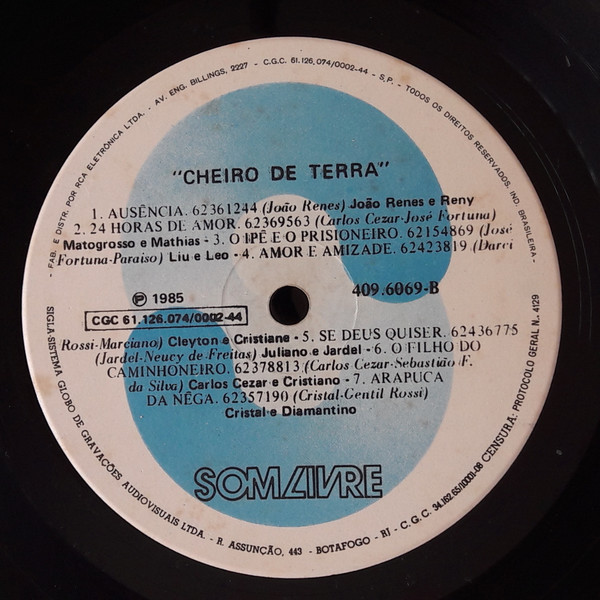 "CHEIRO DE TERRA"
1. AUSÊNCIA. 62361244 (João Renes) João Renes e Reny
2. 24 HORAS DE AMOR. 62369563 (Carlos Cezar-José Fortuna)
Matogrosso e Mathias - 3. O IPÊ E O PRISIONEIRO. 62154869 (José
Fortuna-Paraiso) Liu e Leo - 4. AMOR E AMIZADE. 62423819 (Darci
℗ 1985
409.6069-B
CGC 61.126.074/0002-44
Rossi-Marciano) Cleyton e Cristiane - 5. SE DEUS QUISER. 62436775
(Jardel-Neucy de Freitas) Juliano e Jardel - 6. O FILHO DO
CAMINHONEIRO. 62378813 (Carlos Cezar-Sebastião F.
da Silva) Carlos Cezar e Cristiano - 7. ARAPUCA
DA NÊGA. 62357190 (Cristal-Gentil Rossi)
Cristal e Diamantino
SOM LIVRE
- FAB. E DISTR. POR RCA ELETRÔNICA LTDA. - AV. ENG. BILLINGS, 2227 - C.G.C. 61.126.074/0002-44 - S.P. - TODOS OS DIREITOS RESERVADOS. IND. BRASILEIRA -
SIGLA-SISTEMA GLOBO DE GRAVAÇÕES AUDIOVISUAIS LTDA. - R. ASSUNÇÃO, 443 - BOTAFOGO - RJ - C.G.C. 34.162.651/0001-08 CENSURA: PROTOCOLO GERAL N. 4129